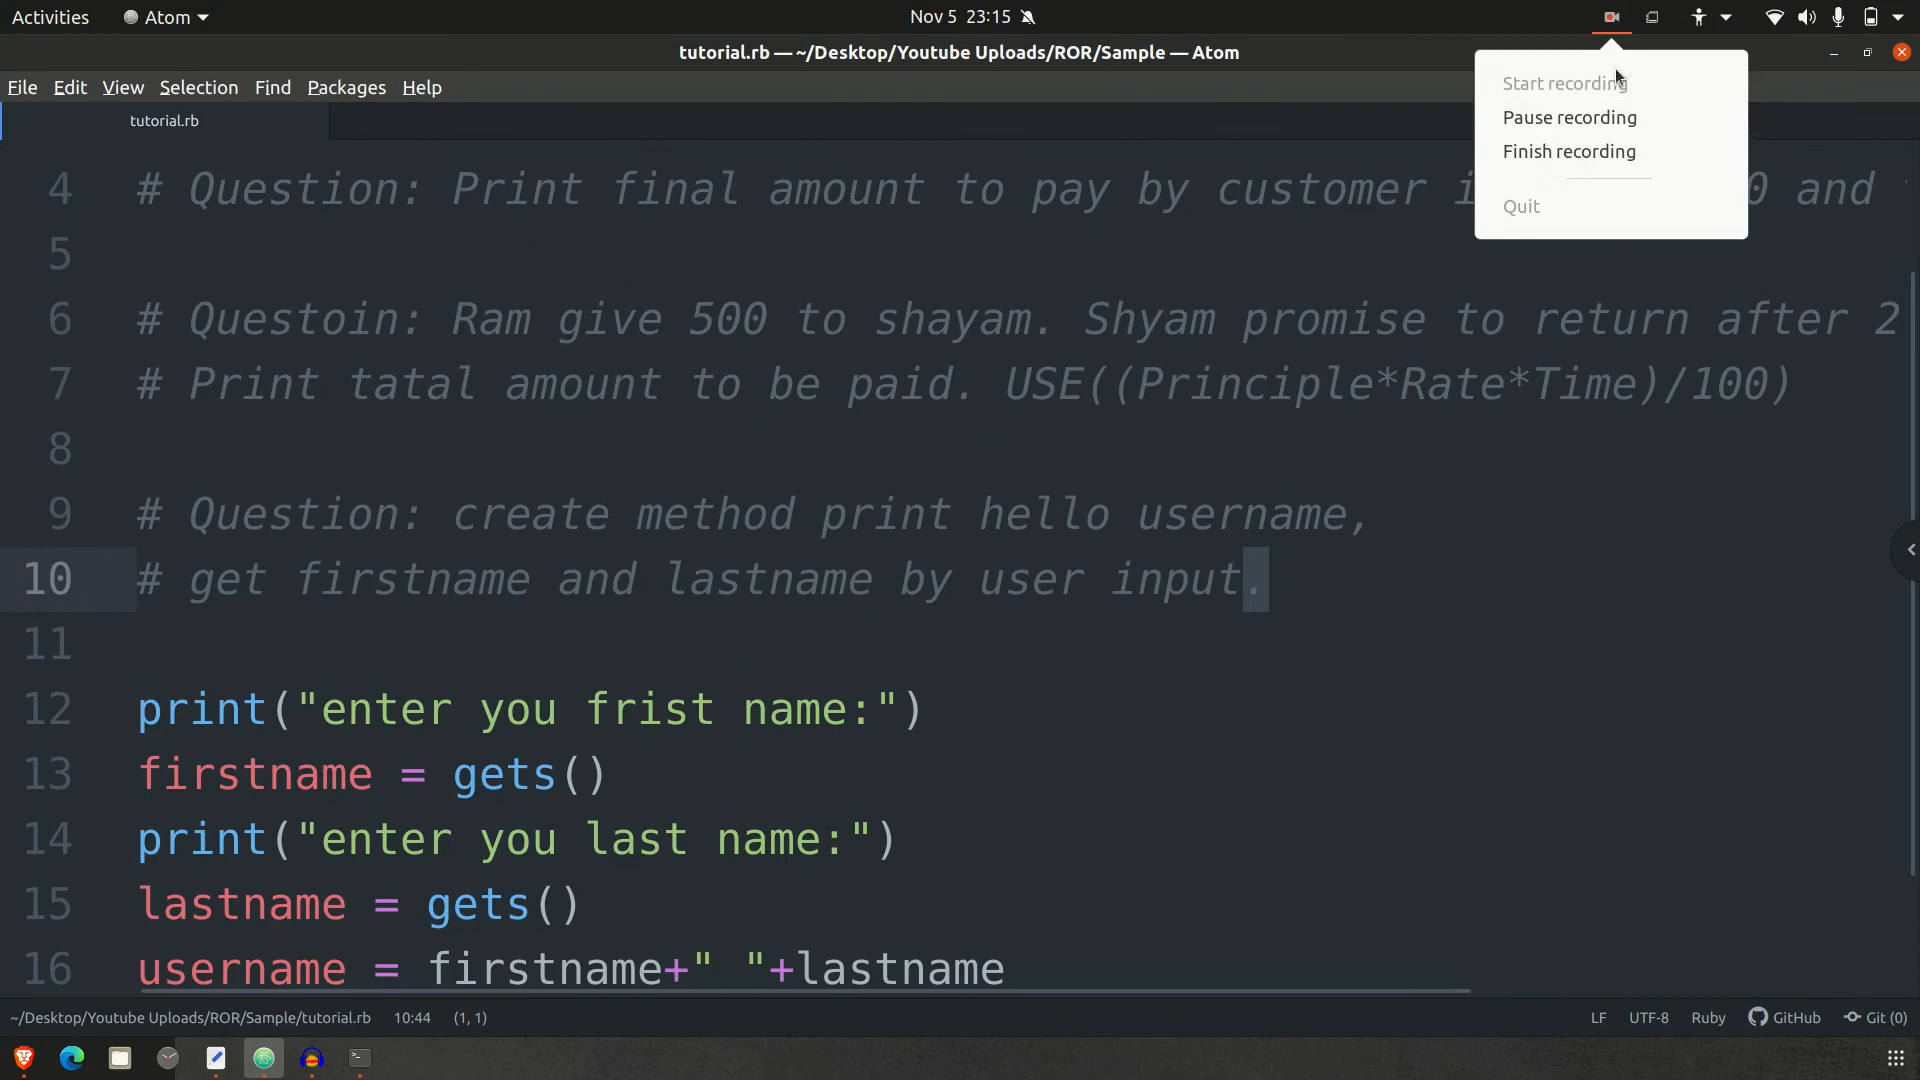 Activities Atom Nov 5 23:15
tutorial.rb — ~/Desktop/Youtube Uploads/ROR/Sample — Atom
File Edit View Selection Find Packages Help
Start recording
Pause recording
Finish recording
Quit
tutorial.rb
4 # Question: Print final amount to pay by customer i 0 and
5
6 # Questoin: Ram give 500 to shayam. Shyam promise to return after 2
7 # Print tatal amount to be paid. USE((Principle*Rate*Time)/100)
8
9 # Question: create method print hello username,
10 # get firstname and lastname by user input.
11
12 print("enter you frist name:")
13 firstname = gets()
14 print("enter you last name:")
15 lastname = gets()
16 username = firstname+" "+lastname
~/Desktop/Youtube Uploads/ROR/Sample/tutorial.rb 10:44 (1, 1) LF UTF-8 Ruby GitHub Git (0)